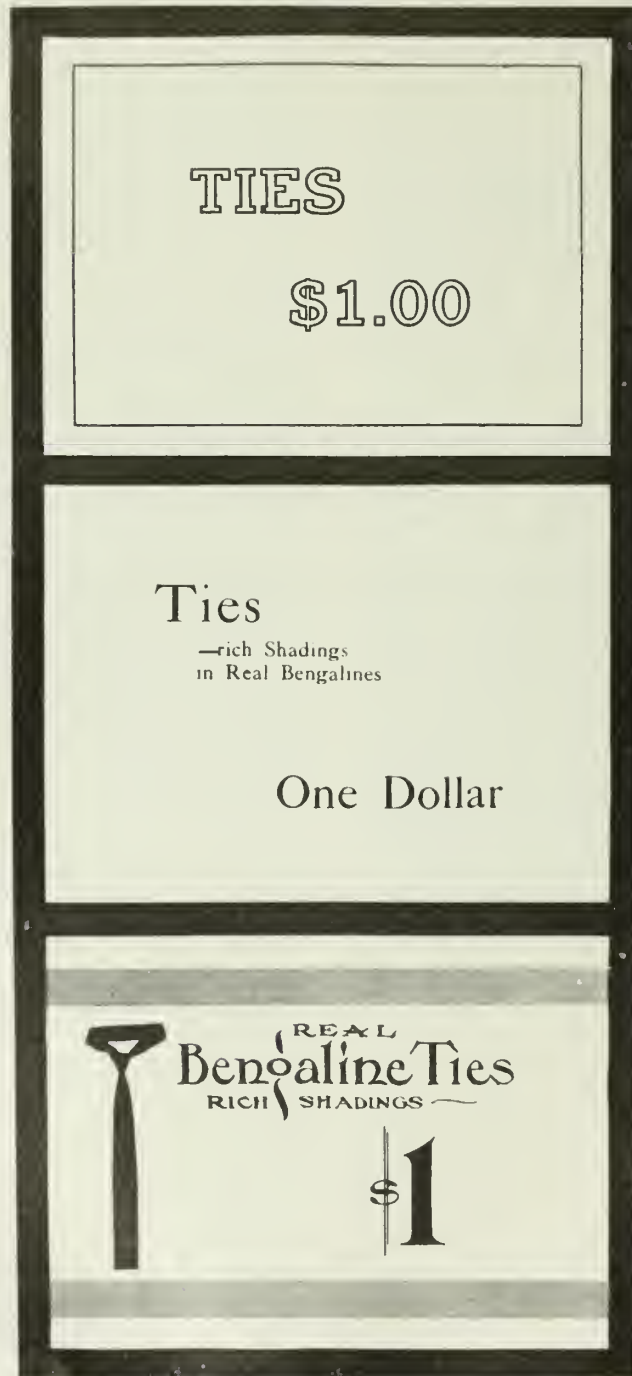 TIES
$1.00
Ties
—rich Shadings
in Real Bengalines
One Dollar
REAL
Bengaline Ties
RICH SHADINGS —
$1